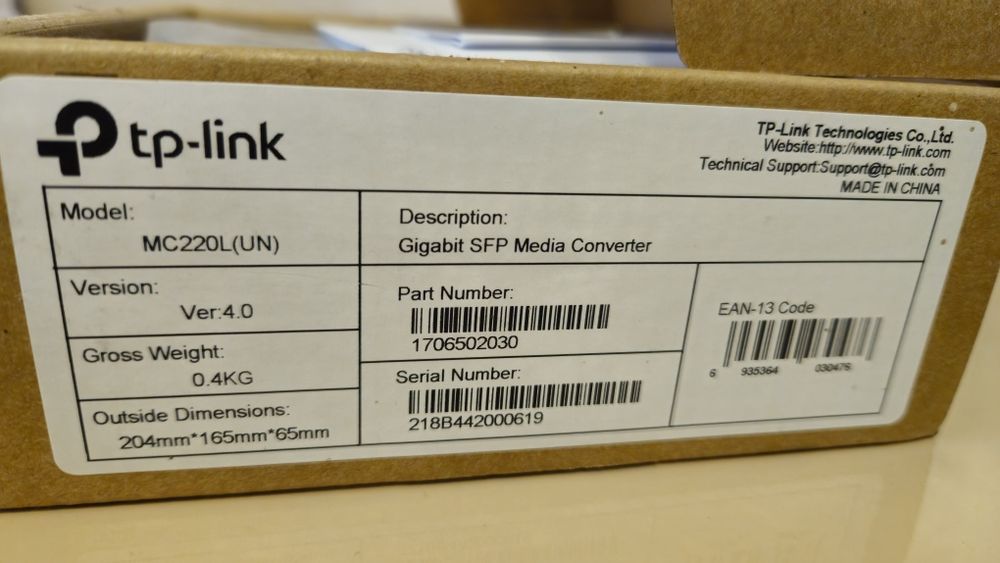 tp-link
TP-Link Technologies Co.,Ltd.
Website:http://www.tp-link.com
Technical Support:Support@tp-link.com
MADE IN CHINA
Model:
MC220L(UN)
Description:
Gigabit SFP Media Converter
Version:
Ver:4.0
Part Number:
1706502030
EAN-13 Code
6 935364 030476
Gross Weight:
0.4KG
Serial Number:
218B442000619
Outside Dimensions:
204mm*165mm*65mm